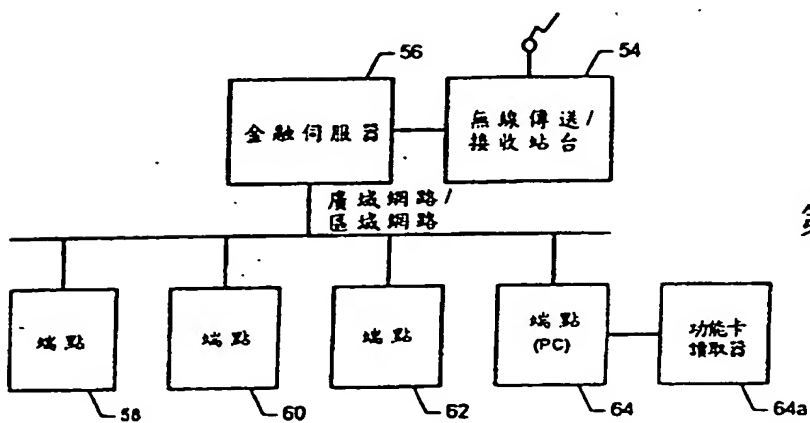 56
54
金融伺服器
無線傳送/
接收站台
廣域網路/
區域網路
第
端點
端點
端點
端點
(PC)
功能卡
讀取器
58
60
62
64
64a